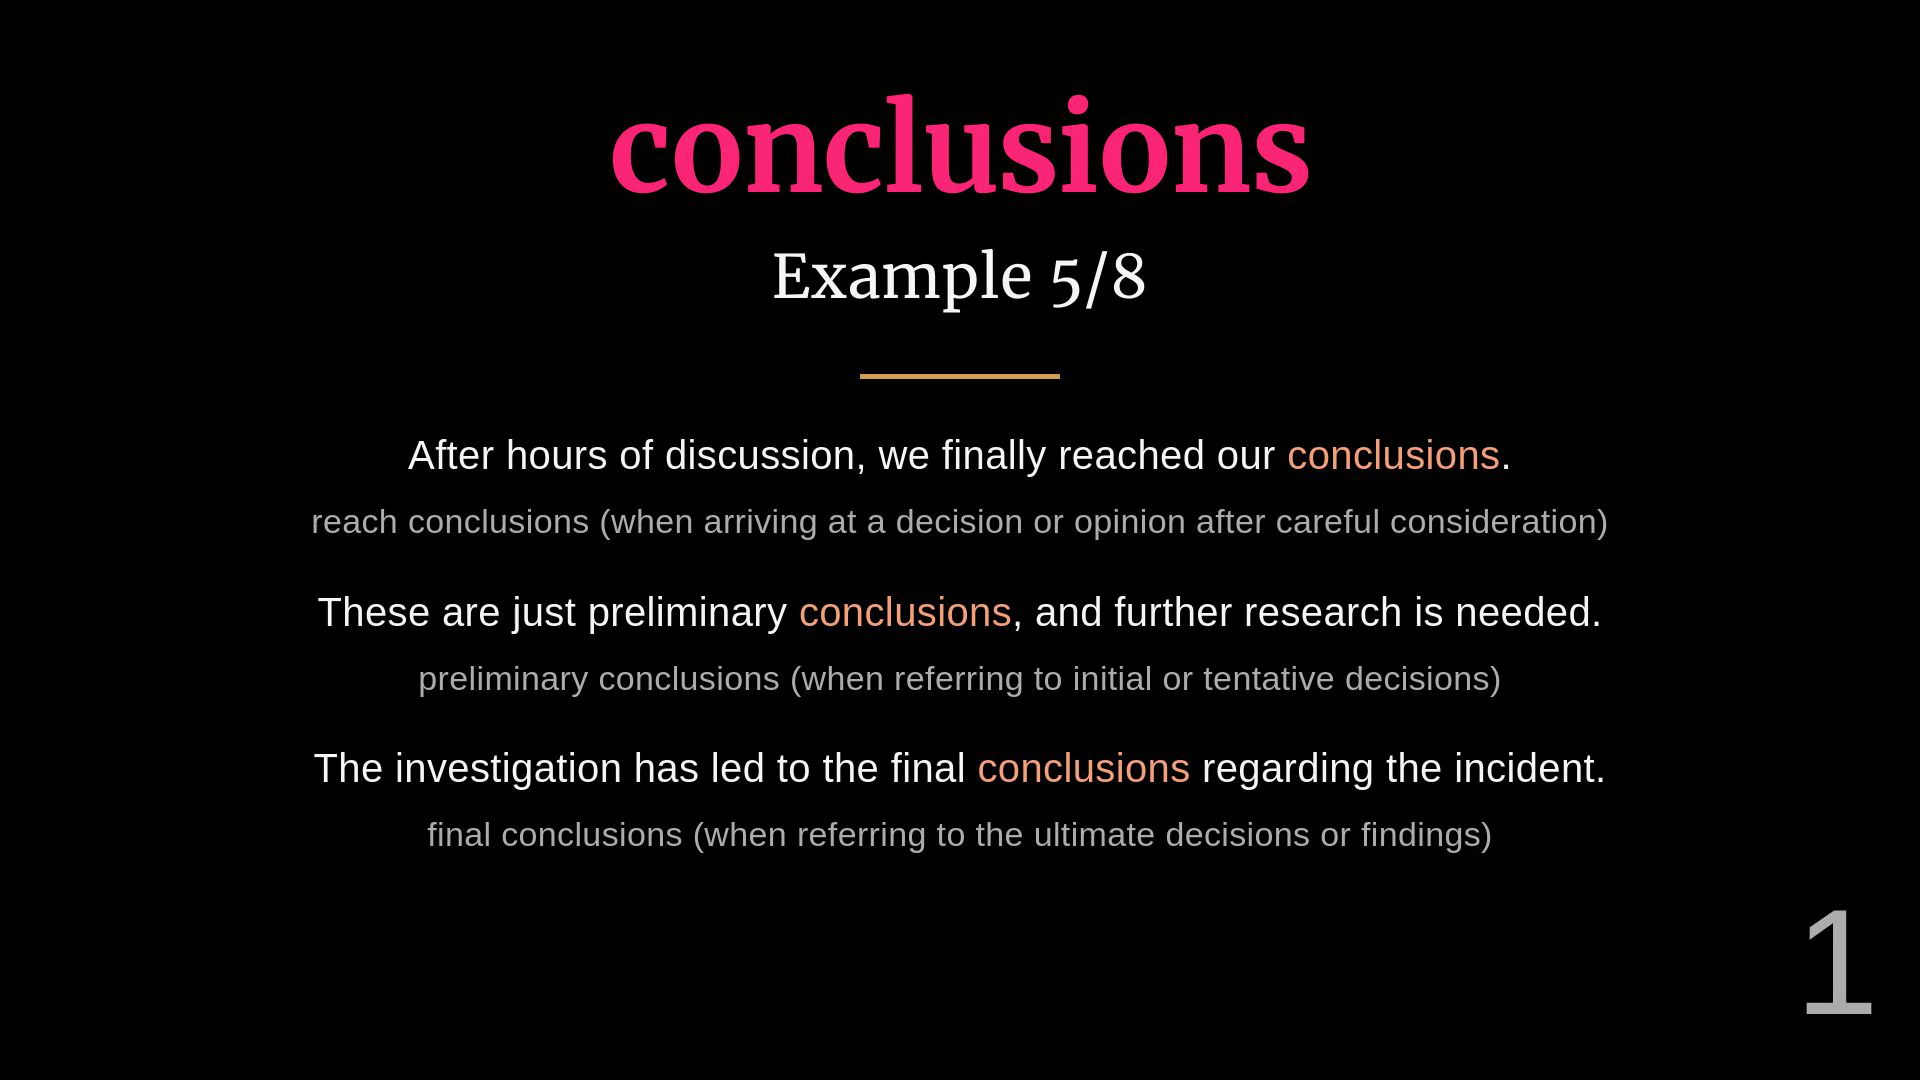 conclusions
Example 5/8
After hours of discussion, we finally reached our conclusions.
reach conclusions (when arriving at a decision or opinion after careful consideration)
These are just preliminary conclusions, and further research is needed.
preliminary conclusions (when referring to initial or tentative decisions)
The investigation has led to the final conclusions regarding the incident.
final conclusions (when referring to the ultimate decisions or findings)
1